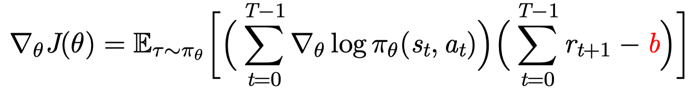 ∇_θ J(θ) = 𝔼_{τ∼π_θ} [ ( ∑_{t=0}^{T−1} ∇_θ log π_θ(s_t, a_t) ) ( ∑_{t=0}^{T−1} r_{t+1} − b ) ]